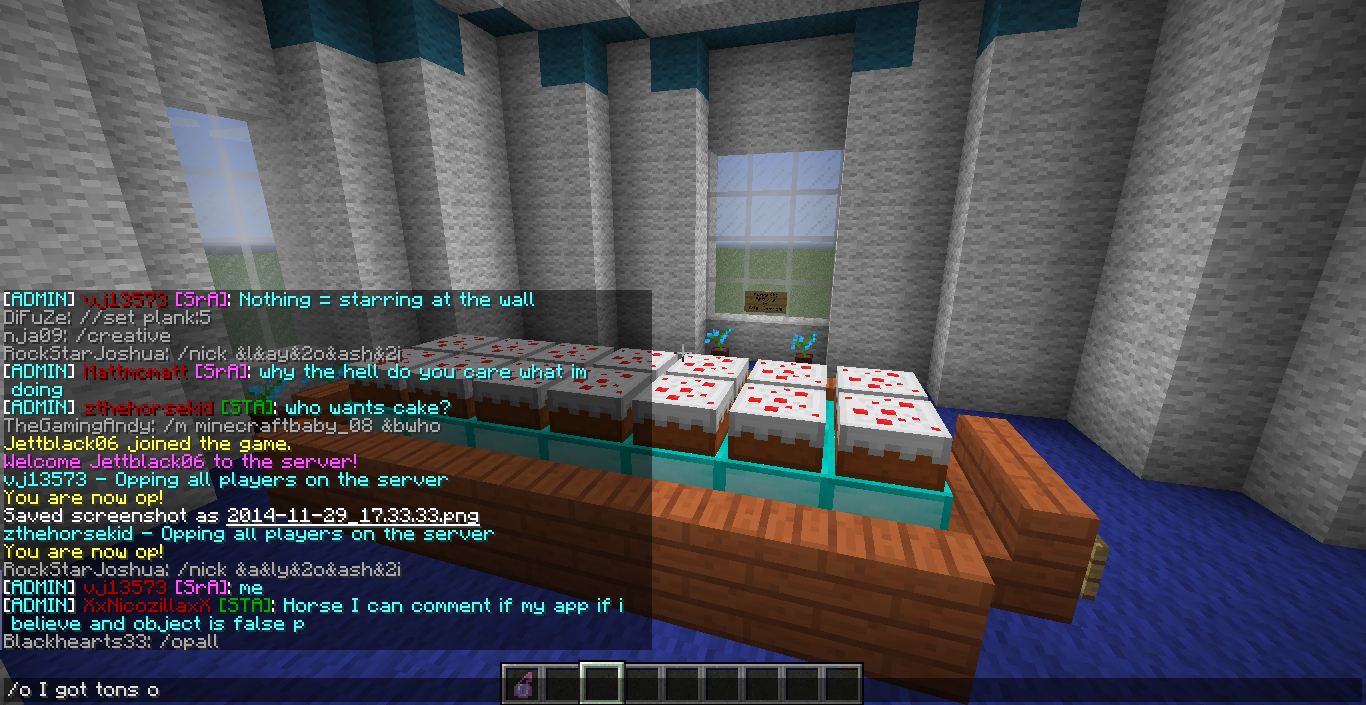 [ADMIN] vj13573 [SrA]: Nothing = starring at the wall
DiFuZe: //set plank:5
nja09: /creative
RockStarJoshua: /nick &l&ay&2o&ash&2i
[ADMIN] Mattmcmatt [SrA]: why the hell do you care what im
doing
[ADMIN] zthehorsekid [STA]: who wants cake?
TheGamingAndy: /m minecraftbaby_08 &bwho
Jettblack06 joined the game.
Welcome Jettblack06 to the server!
vj13573 - Opping all players on the server
You are now op!
Saved screenshot as 2014-11-29_17.33.33.png
zthehorsekid - Opping all players on the server
You are now op!
RockStarJoshua: /nick &a&ly&2o&ash&2i
[ADMIN] vj13573 [SrA]: me
[ADMIN] XxNicozillaxX [STA]: Horse I can comment if my app if i
believe and object is false p
Blackhearts33: /opall
/o I got tons o